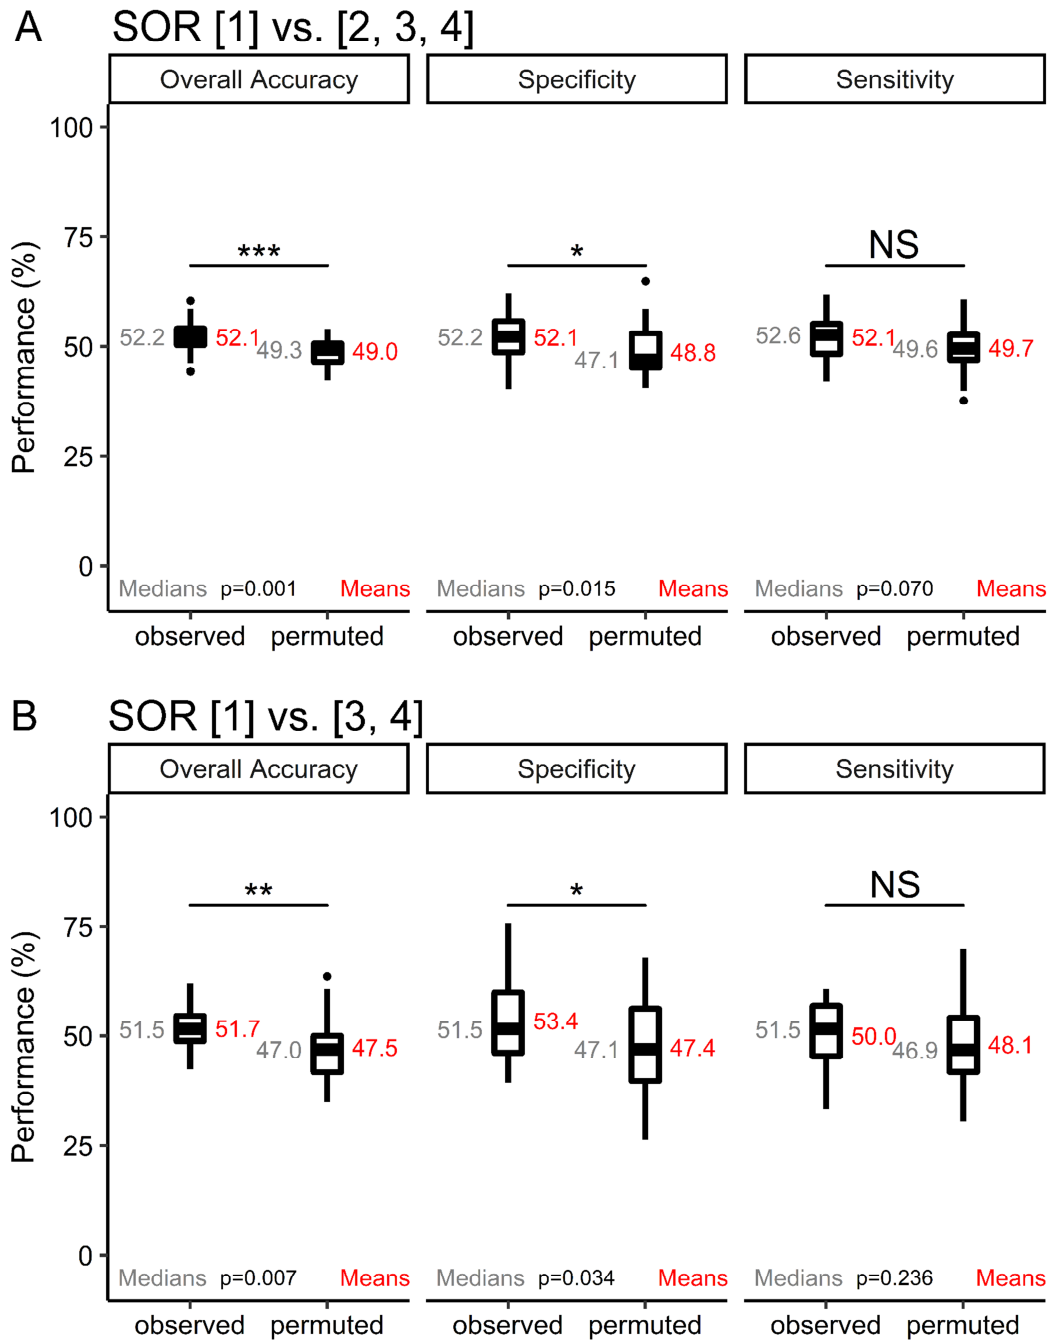 A SOR [1] vs. [2, 3, 4]
Overall Accuracy Specificity Sensitivity
100
75
*** * NS
52.2 52.1 49.3 49.0 52.2 52.1 47.1 48.8 52.6 52.1 49.6 49.7
50
25
0
Performance (%)
Medians p=0.001 Means Medians p=0.015 Means Medians p=0.070 Means
observed permuted observed permuted observed permuted
B SOR [1] vs. [3, 4]
Overall Accuracy Specificity Sensitivity
100
75
** * NS
51.5 51.7 47.0 47.5 51.5 53.4 47.1 47.4 51.5 50.0 46.9 48.1
50
25
0
Performance (%)
Medians p=0.007 Means Medians p=0.034 Means Medians p=0.236 Means
observed permuted observed permuted observed permuted